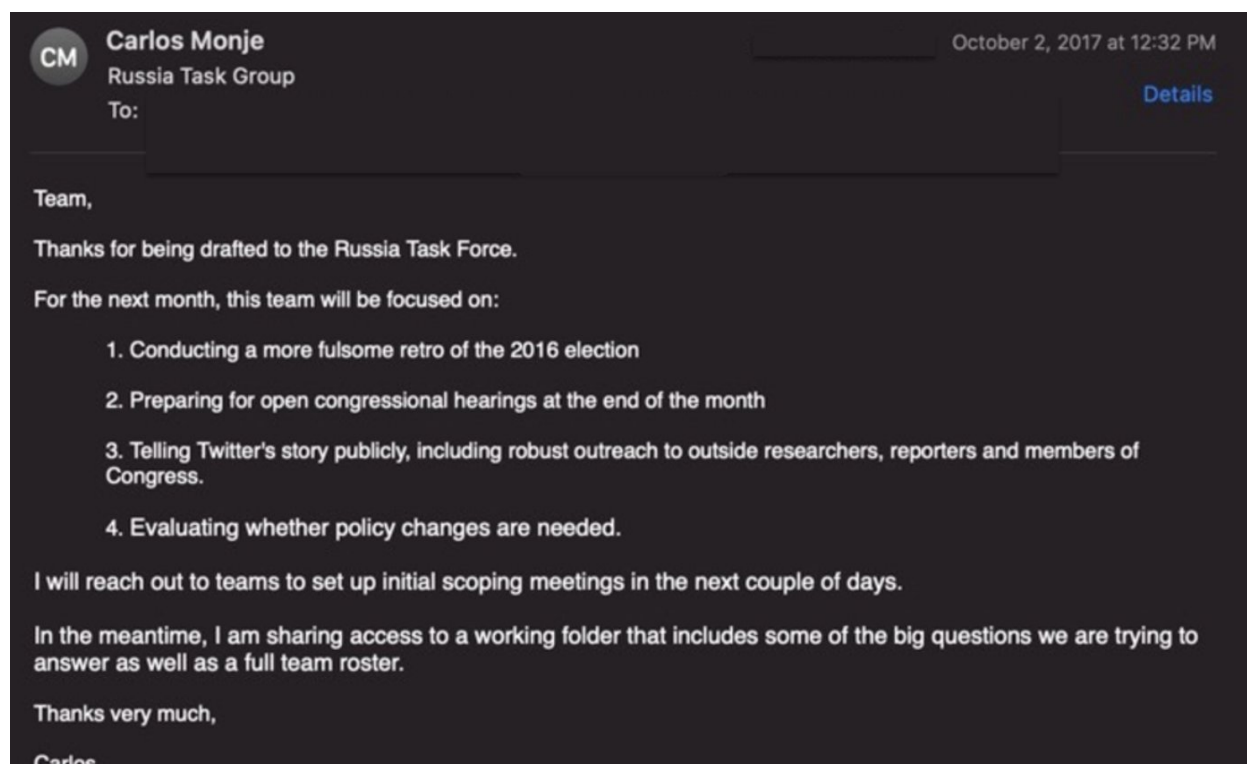 CM
Carlos Monje
October 2, 2017 at 12:32 PM
Russia Task Group
Details
To:
Team,
Thanks for being drafted to the Russia Task Force.
For the next month, this team will be focused on:
1. Conducting a more fulsome retro of the 2016 election
2. Preparing for open congressional hearings at the end of the month
3. Telling Twitter's story publicly, including robust outreach to outside researchers, reporters and members of
Congress.
4. Evaluating whether policy changes are needed.
I will reach out to teams to set up initial scoping meetings in the next couple of days.
In the meantime, I am sharing access to a working folder that includes some of the big questions we are trying to
answer as well as a full team roster.
Thanks very much,
Carlos